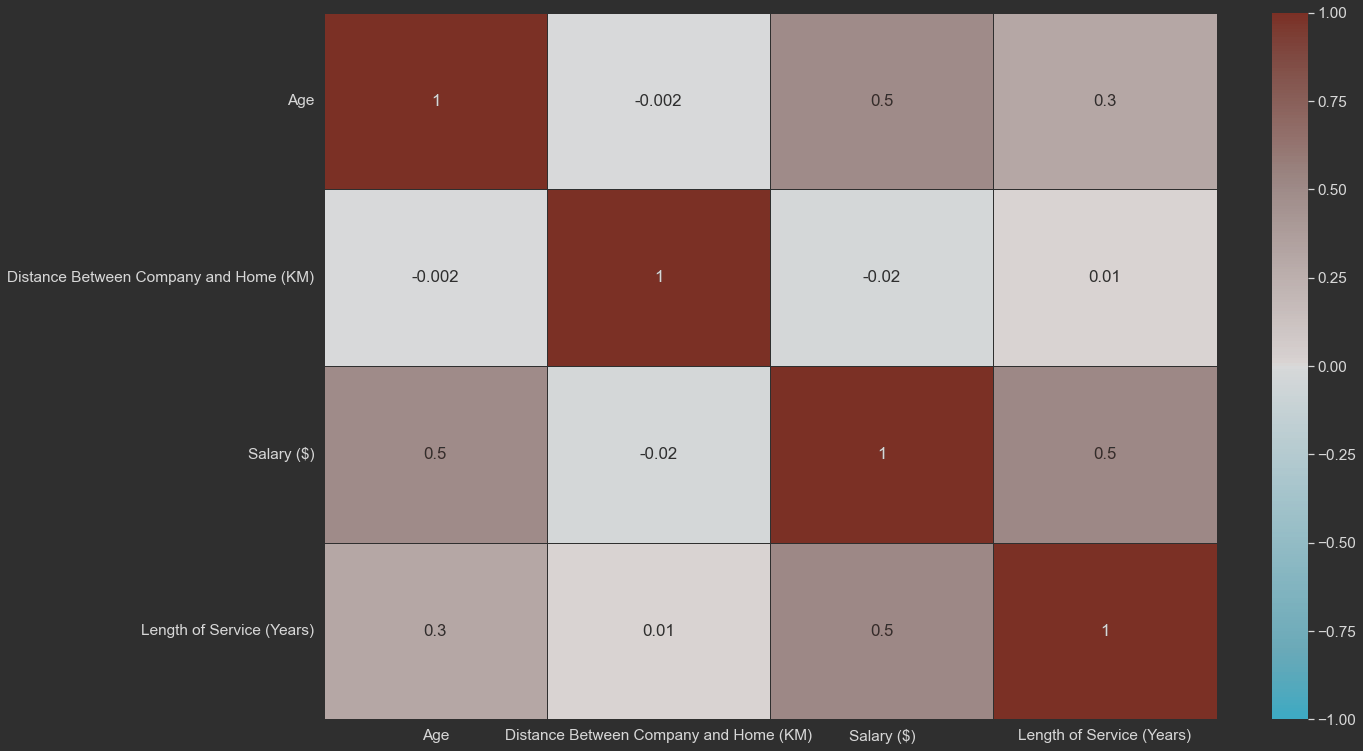 Age 1 -0.002 0.5 0.3
Distance Between Company and Home (KM) -0.002 1 -0.02 0.01
Salary ($) 0.5 -0.02 1 0.5
Length of Service (Years) 0.3 0.01 0.5 1
Age Distance Between Company and Home (KM) Salary ($) Length of Service (Years)
1.00
0.75
0.50
0.25
0.00
−0.25
−0.50
−0.75
−1.00